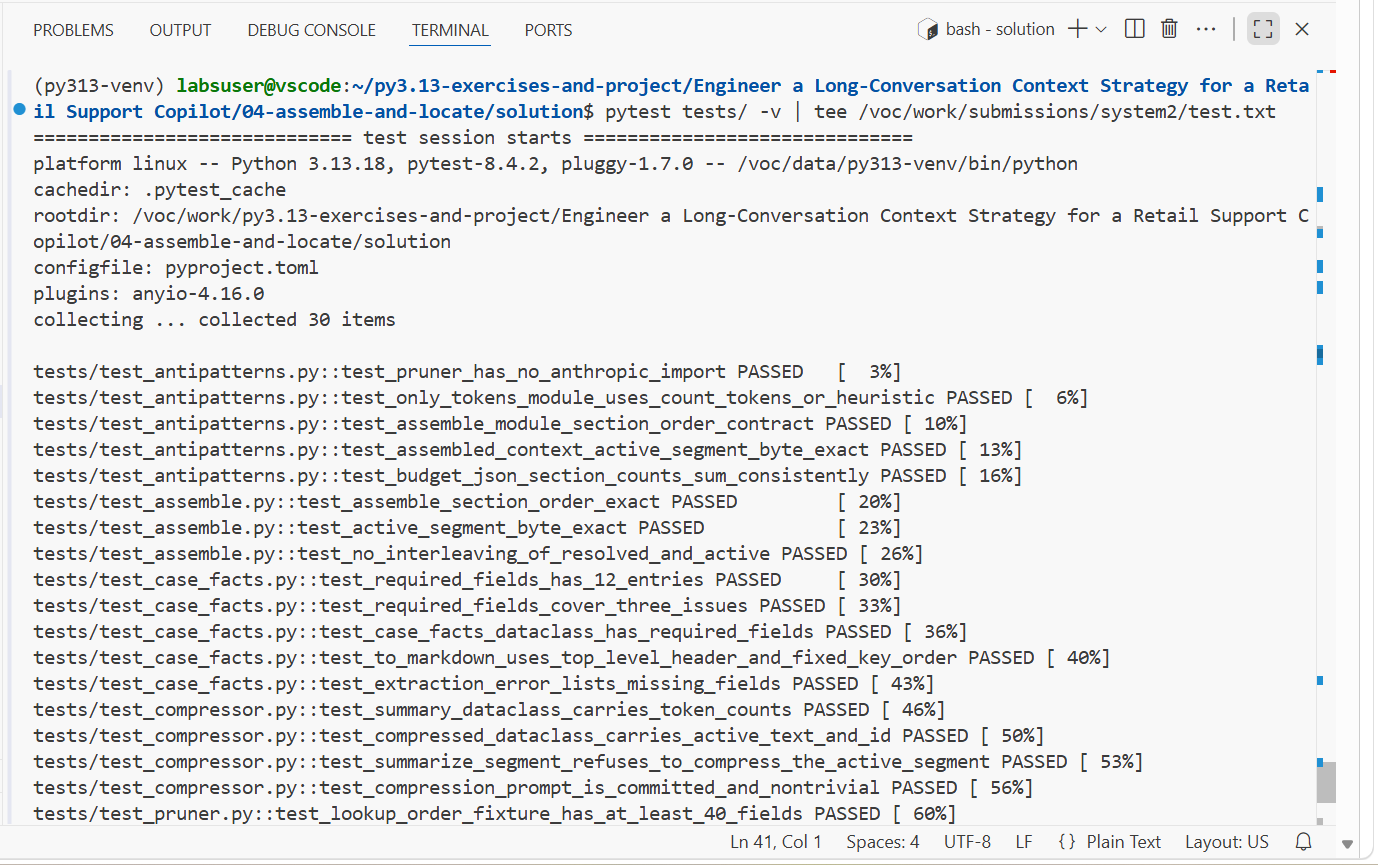 PROBLEMS OUTPUT DEBUG CONSOLE TERMINAL PORTS bash - solution
(py313-venv) labsuser@vscode:~/py3.13-exercises-and-project/Engineer a Long-Conversation Context Strategy for a Reta
il Support Copilot/04-assemble-and-locate/solution$ pytest tests/ -v | tee /voc/work/submissions/system2/test.txt
============================= test session starts ==============================
platform linux -- Python 3.13.18, pytest-8.4.2, pluggy-1.7.0 -- /voc/data/py313-venv/bin/python
cachedir: .pytest_cache
rootdir: /voc/work/py3.13-exercises-and-project/Engineer a Long-Conversation Context Strategy for a Retail Support C
opilot/04-assemble-and-locate/solution
configfile: pyproject.toml
plugins: anyio-4.16.0
collecting ... collected 30 items
tests/test_antipatterns.py::test_pruner_has_no_anthropic_import PASSED   [  3%]
tests/test_antipatterns.py::test_only_tokens_module_uses_count_tokens_or_heuristic PASSED [  6%]
tests/test_antipatterns.py::test_assemble_module_section_order_contract PASSED [ 10%]
tests/test_antipatterns.py::test_assembled_context_active_segment_byte_exact PASSED [ 13%]
tests/test_antipatterns.py::test_budget_json_section_counts_sum_consistently PASSED [ 16%]
tests/test_assemble.py::test_assemble_section_order_exact PASSED         [ 20%]
tests/test_assemble.py::test_active_segment_byte_exact PASSED            [ 23%]
tests/test_assemble.py::test_no_interleaving_of_resolved_and_active PASSED [ 26%]
tests/test_case_facts.py::test_required_fields_has_12_entries PASSED     [ 30%]
tests/test_case_facts.py::test_required_fields_cover_three_issues PASSED [ 33%]
tests/test_case_facts.py::test_case_facts_dataclass_has_required_fields PASSED [ 36%]
tests/test_case_facts.py::test_to_markdown_uses_top_level_header_and_fixed_key_order PASSED [ 40%]
tests/test_case_facts.py::test_extraction_error_lists_missing_fields PASSED [ 43%]
tests/test_compressor.py::test_summary_dataclass_carries_token_counts PASSED [ 46%]
tests/test_compressor.py::test_compressed_dataclass_carries_active_text_and_id PASSED [ 50%]
tests/test_compressor.py::test_summarize_segment_refuses_to_compress_the_active_segment PASSED [ 53%]
tests/test_compressor.py::test_compression_prompt_is_committed_and_nontrivial PASSED [ 56%]
tests/test_pruner.py::test_lookup_order_fixture_has_at_least_40_fields PASSED [ 60%]
Ln 41, Col 1 Spaces: 4 UTF-8 LF {} Plain Text Layout: US